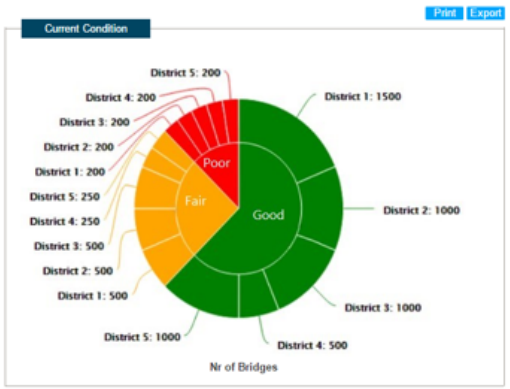 Print Export
Current Condition
District 5: 200
District 4: 200
District 3: 200
District 2: 200
District 1: 200
District 5: 250
District 4: 250
District 3: 500
District 2: 500
District 1: 500
District 5: 1000
District 1: 1500
District 2: 1000
District 3: 1000
District 4: 500
Poor
Fair
Good
Nr of Bridges